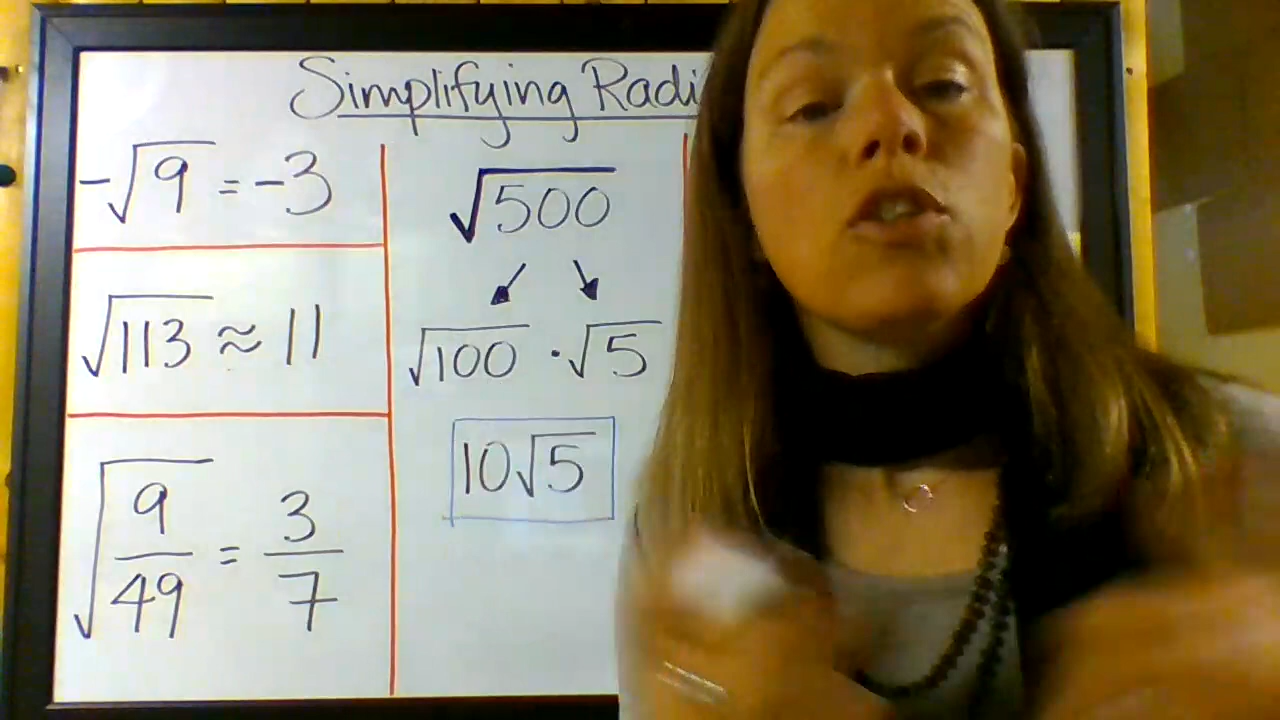 Simplifying Radi
-√9 = -3
√113 ≈ 11
√9/49 = 3/7
√500
√100 · √5
10√5